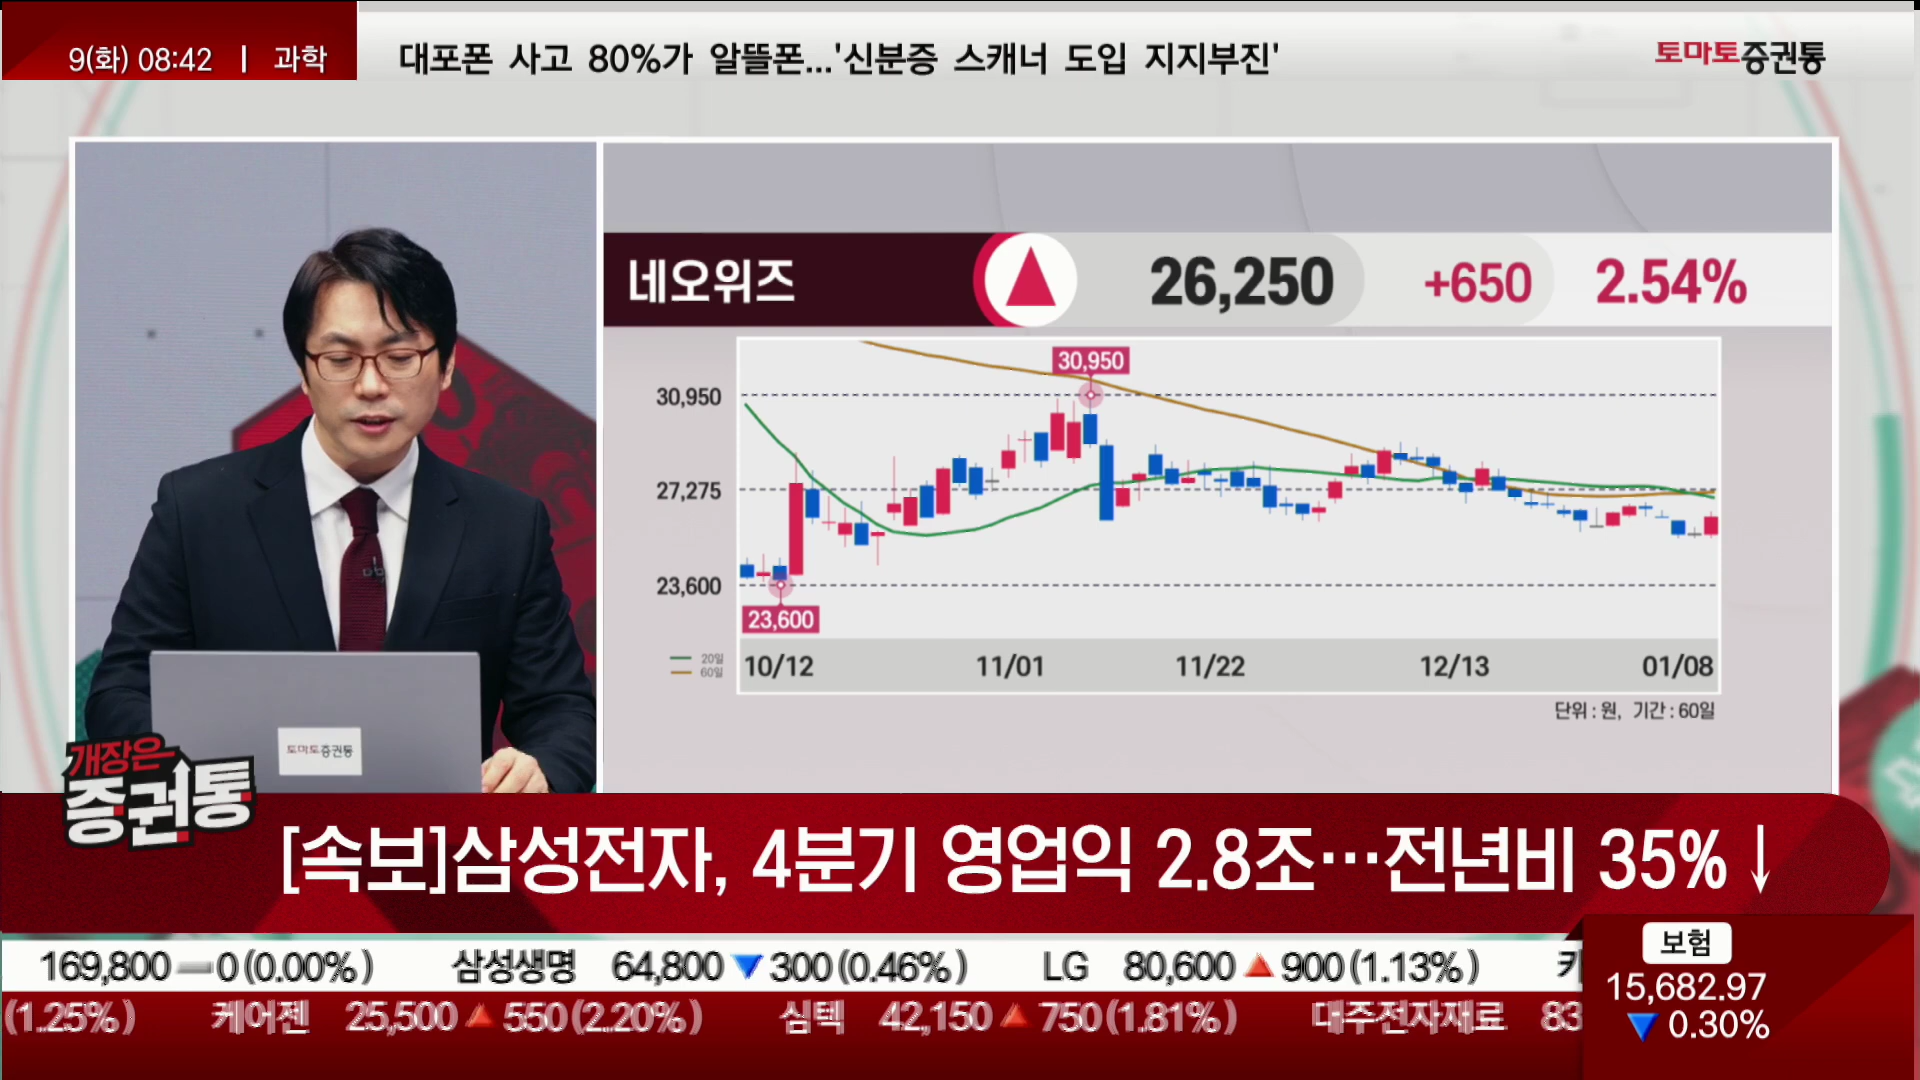 9(화) 08:42 | 과학
대포폰 사고 80%가 알뜰폰...'신분증 스캐너 도입 지지부진'
토마토증권통
네오위즈 ▲ 26,250 +650 2.54%
30,950
30,950
27,275
23,600
23,600
20일
60일
10/12 11/01 11/22 12/13 01/08
단위 : 원, 기간 : 60일
토마토증권통
개장은
증권통
[속보]삼성전자, 4분기 영업익 2.8조…전년비 35%↓
169,800 0(0.00%) 삼성생명 64,800 ▼300(0.46%) LG 80,600 ▲900(1.13%)
(1.25%) 케어젠 25,500 ▲550(2.20%) 심텍 42,150 ▲750(1.81%) 대주전자재료 83
보험
15,682.97
▼ 0.30%